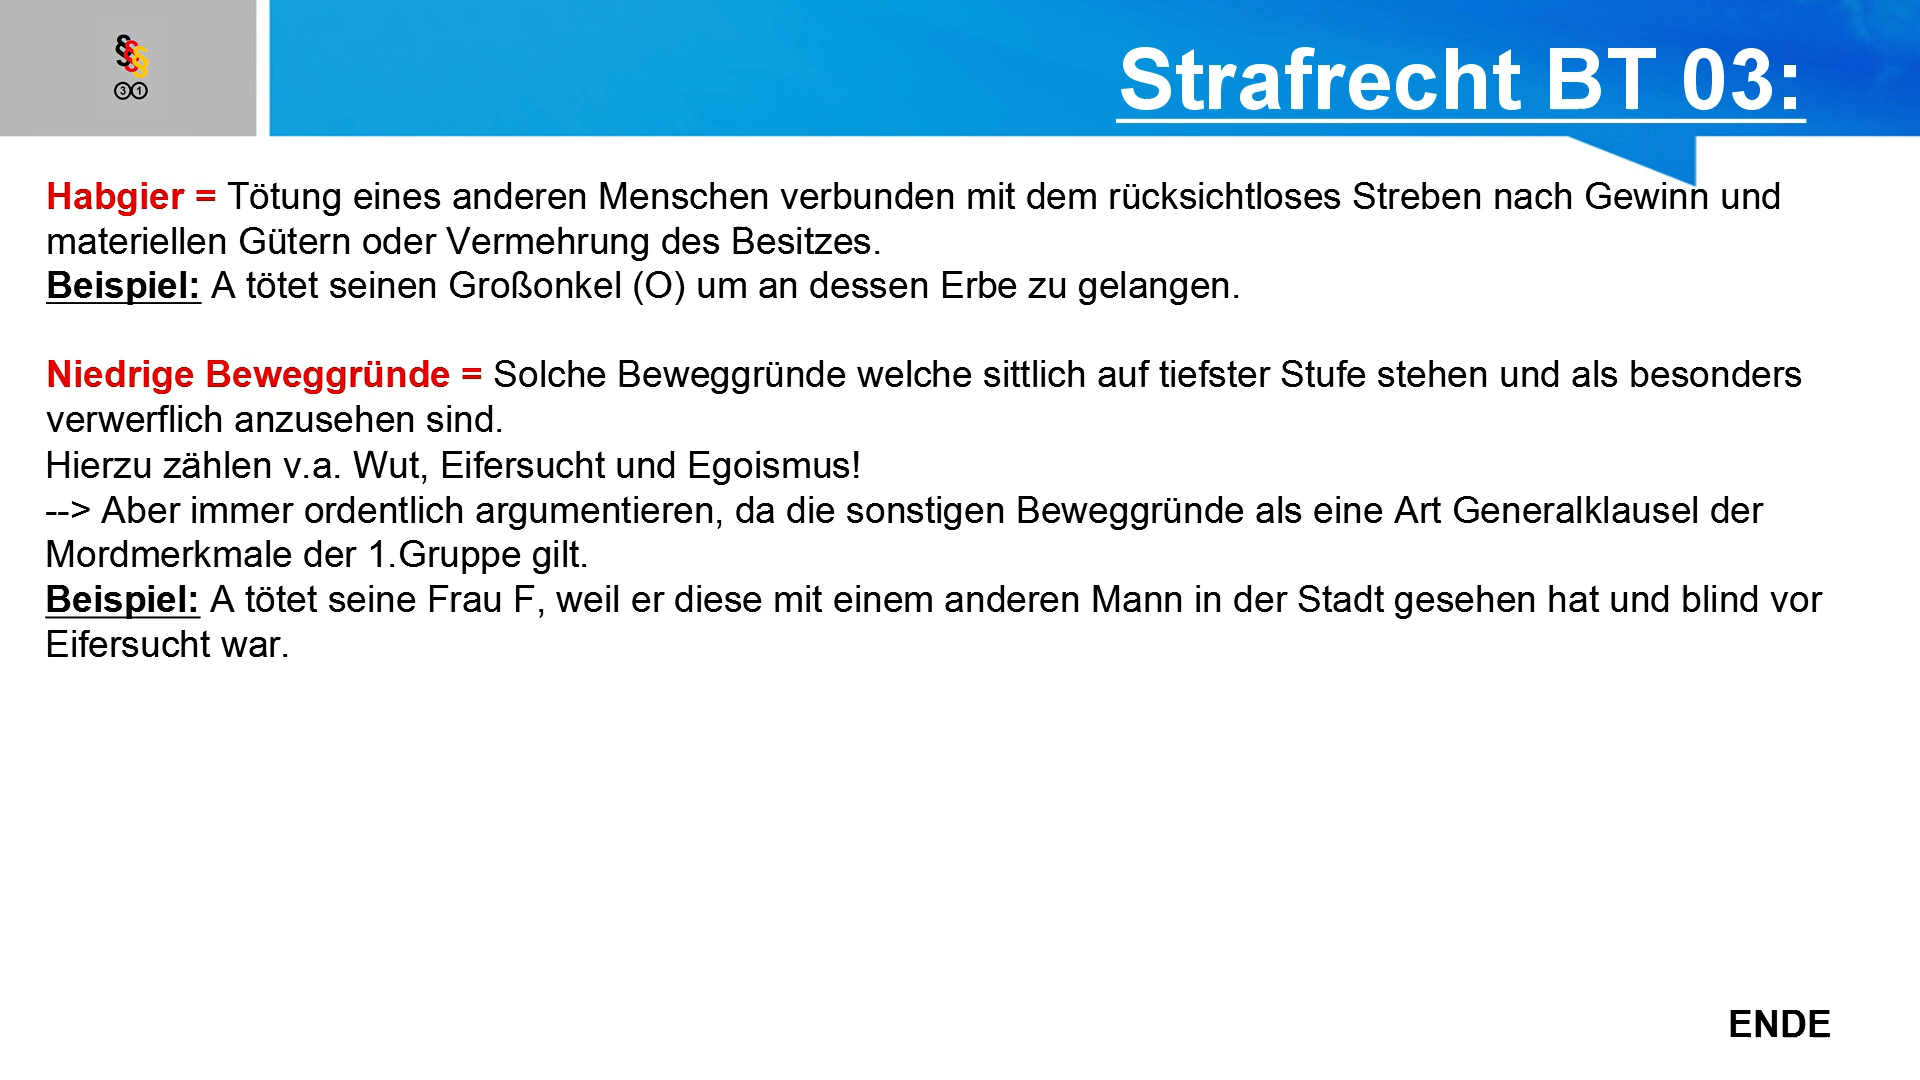 §§§
31
Strafrecht BT 03:
Habgier = Tötung eines anderen Menschen verbunden mit dem rücksichtloses Streben nach Gewinn und
materiellen Gütern oder Vermehrung des Besitzes.
Beispiel: A tötet seinen Großonkel (O) um an dessen Erbe zu gelangen.
Niedrige Beweggründe = Solche Beweggründe welche sittlich auf tiefster Stufe stehen und als besonders
verwerflich anzusehen sind.
Hierzu zählen v.a. Wut, Eifersucht und Egoismus!
--> Aber immer ordentlich argumentieren, da die sonstigen Beweggründe als eine Art Generalklausel der
Mordmerkmale der 1.Gruppe gilt.
Beispiel: A tötet seine Frau F, weil er diese mit einem anderen Mann in der Stadt gesehen hat und blind vor
Eifersucht war.
ENDE